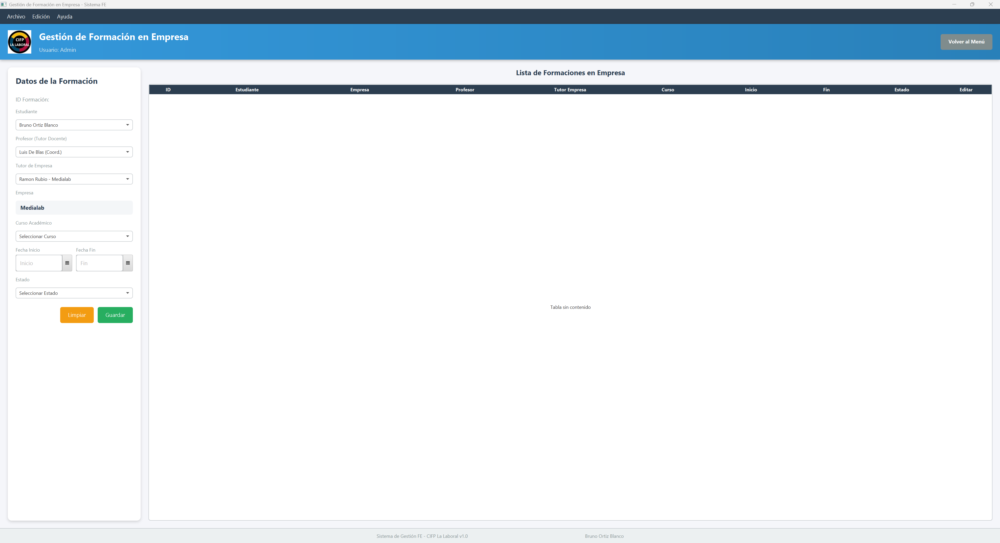 Gestión de Formación en Empresa - Sistema FE
Archivo Edición Ayuda
CIFP
LA LABORAL
Gestión de Formación en Empresa
Usuario: Admin
Volver al Menú
Datos de la Formación
ID Formación:
Estudiante
Bruno Ortiz Blanco
Profesor (Tutor Docente)
Luis De Blas (Coord.)
Tutor de Empresa
Ramon Rubio - Medialab
Empresa
Medialab
Curso Académico
Seleccionar Curso
Fecha Inicio Fecha Fin
Inicio Fin
Estado
Seleccionar Estado
Limpiar Guardar
Lista de Formaciones en Empresa
ID Estudiante Empresa Profesor Tutor Empresa Curso Inicio Fin Estado Editar
Tabla sin contenido
Sistema de Gestión FE - CIFP La Laboral v1.0 Bruno Ortiz Blanco